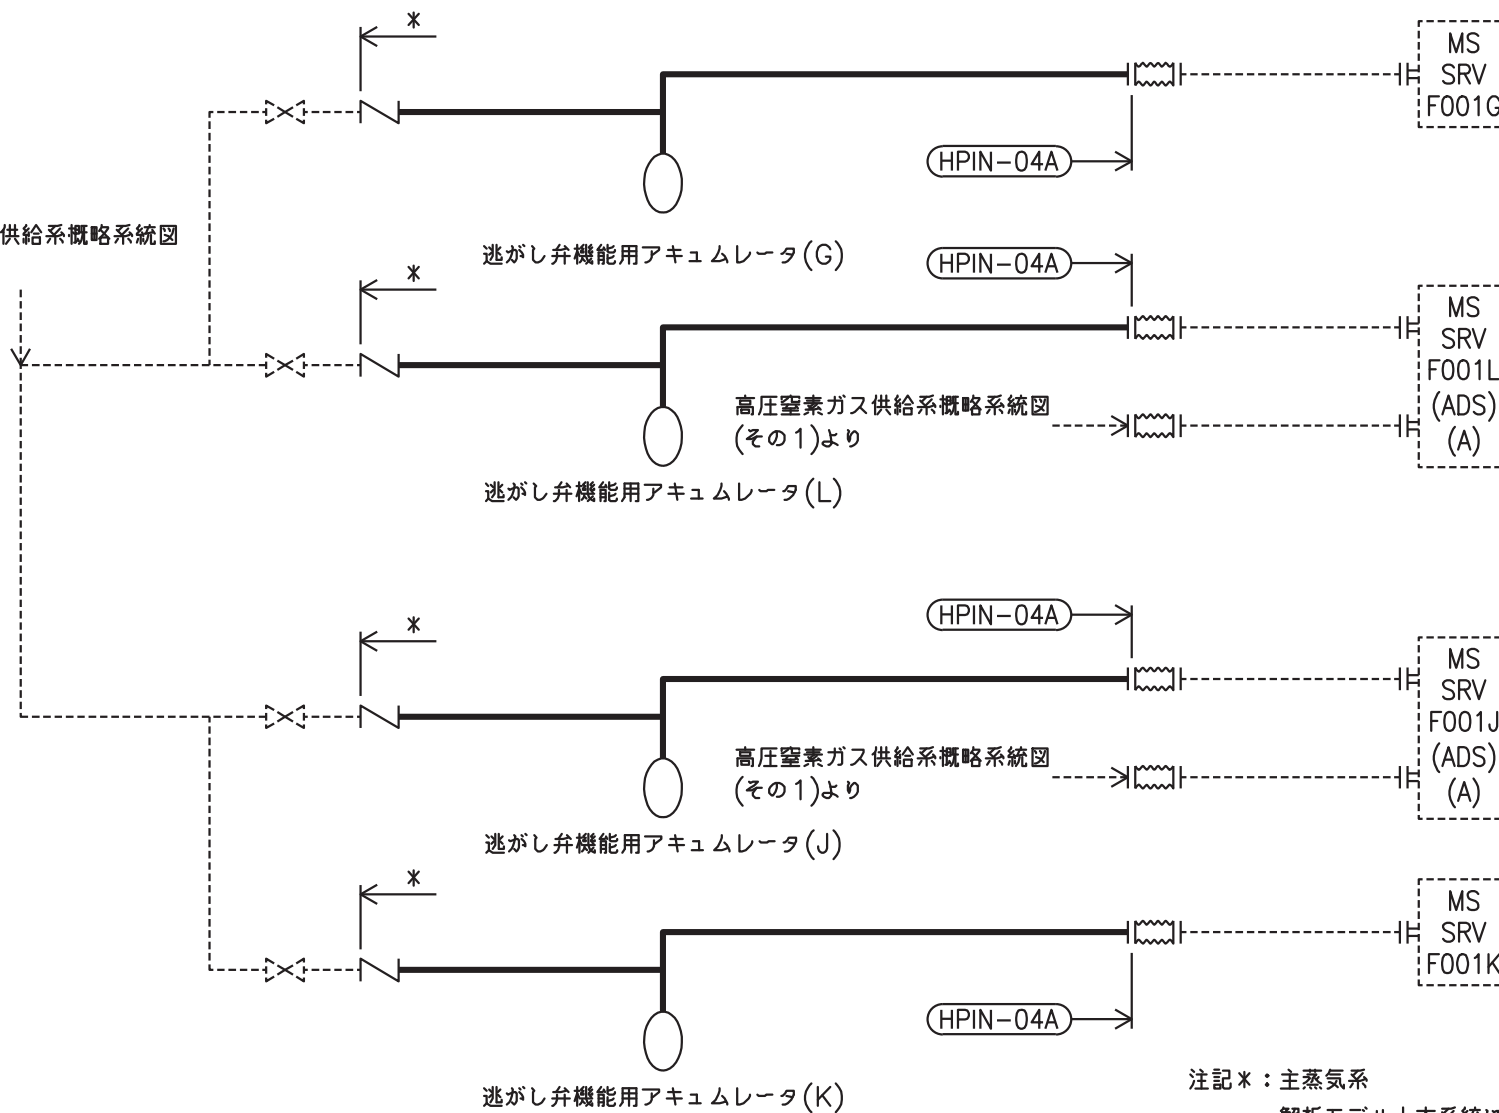 *
MS
SRV
F001G
HPIN-04A
供給系概略系統図
逃がし弁機能用アキュムレータ(G)
*
HPIN-04A
MS
SRV
F001L
(ADS)
(A)
高圧窒素ガス供給系概略系統図
(その1)より
逃がし弁機能用アキュムレータ(L)
*
HPIN-04A
MS
SRV
F001J
(ADS)
(A)
高圧窒素ガス供給系概略系統図
(その1)より
逃がし弁機能用アキュムレータ(J)
*
MS
SRV
F001K
HPIN-04A
逃がし弁機能用アキュムレータ(K)
注記*：主蒸気系